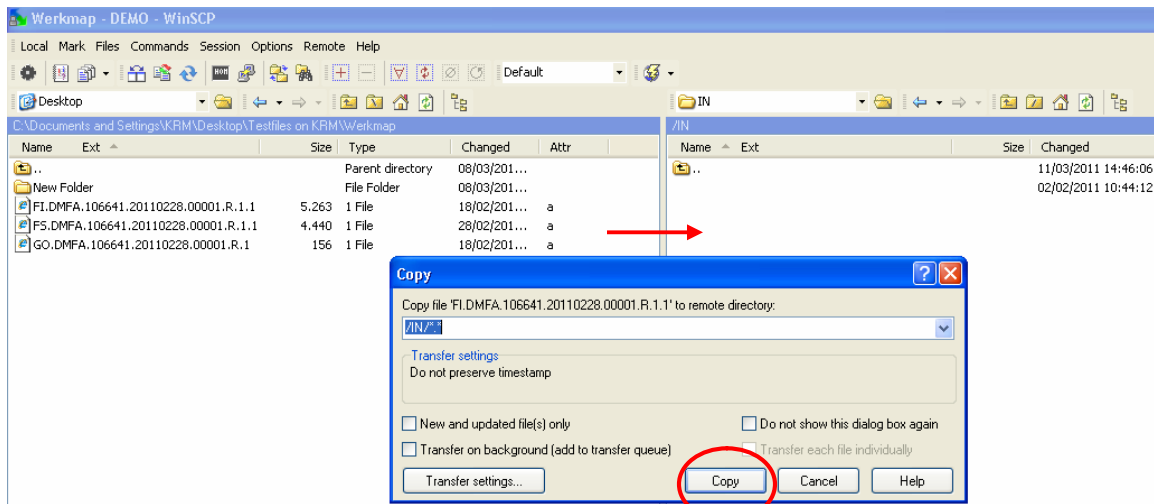 Werkmap - DEMO - WinSCP
Local Mark Files Commands Session Options Remote Help
Default
Desktop
IN
C:\Documents and Settings\KRM\Desktop\Testfiles on KRM\Werkmap
/IN
Name Ext Size Type Changed Attr
Name Ext Size Changed
.. Parent directory 08/03/201...
.. 11/03/2011 14:46:06
New Folder File Folder 08/03/201...
02/02/2011 10:44:12
FI.DMFA.106641.20110228.00001.R.1.1 5.263 1 File 18/02/201... a
FS.DMFA.106641.20110228.00001.R.1.1 4.440 1 File 28/02/201... a
GO.DMFA.106641.20110228.00001.R.1 156 1 File 18/02/201... a
Copy
Copy file 'FI.DMFA.106641.20110228.00001.R.1.1' to remote directory:
/IN/*.*
Transfer settings
Do not preserve timestamp
New and updated file(s) only
Do not show this dialog box again
Transfer on background (add to transfer queue)
Transfer each file individually
Transfer settings... Copy Cancel Help